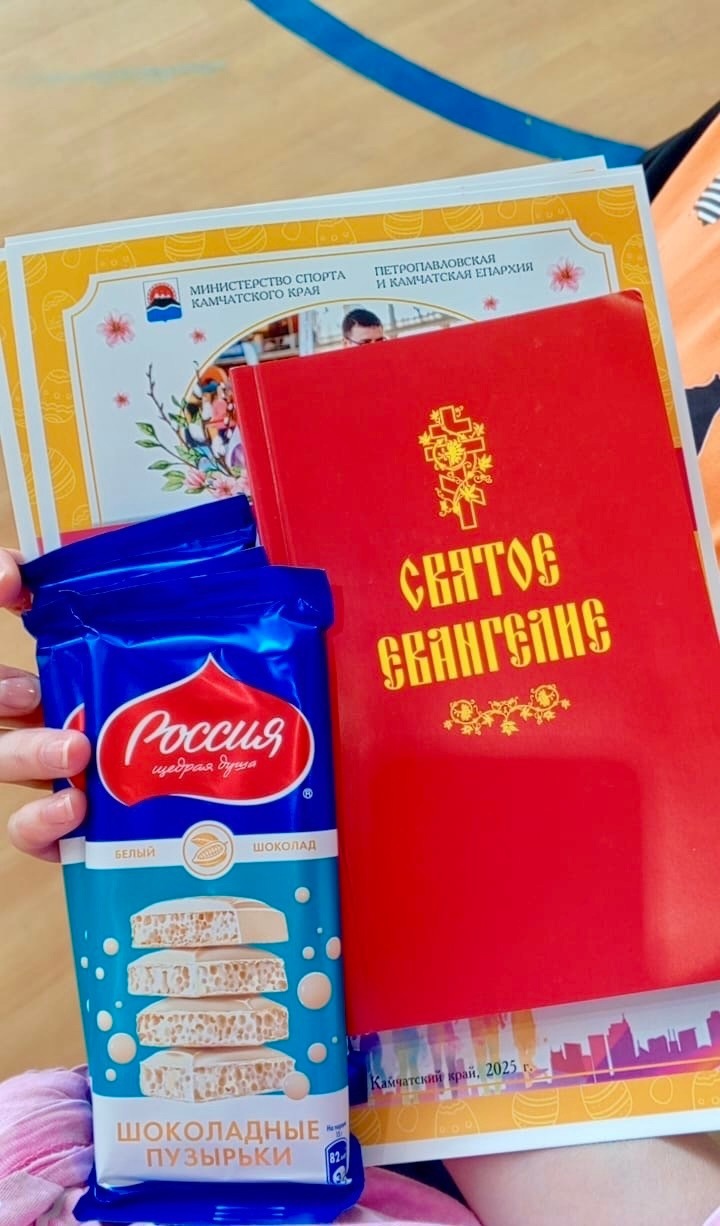 МИНИСТЕРСТВО СПОРТА
КАМЧАТСКОГО КРАЯ
ПЕТРОПАВЛОВСКАЯ
И КАМЧАТСКАЯ ЕПАРХИЯ
СВЯТОЕ
ЕВАНГЕЛИЕ
Россия
щедрая душа
®
БЕЛЫЙ ШОКОЛАД
ШОКОЛАДНЫЕ
ПУЗЫРЬКИ
82
Камчатский край, 2025 г.